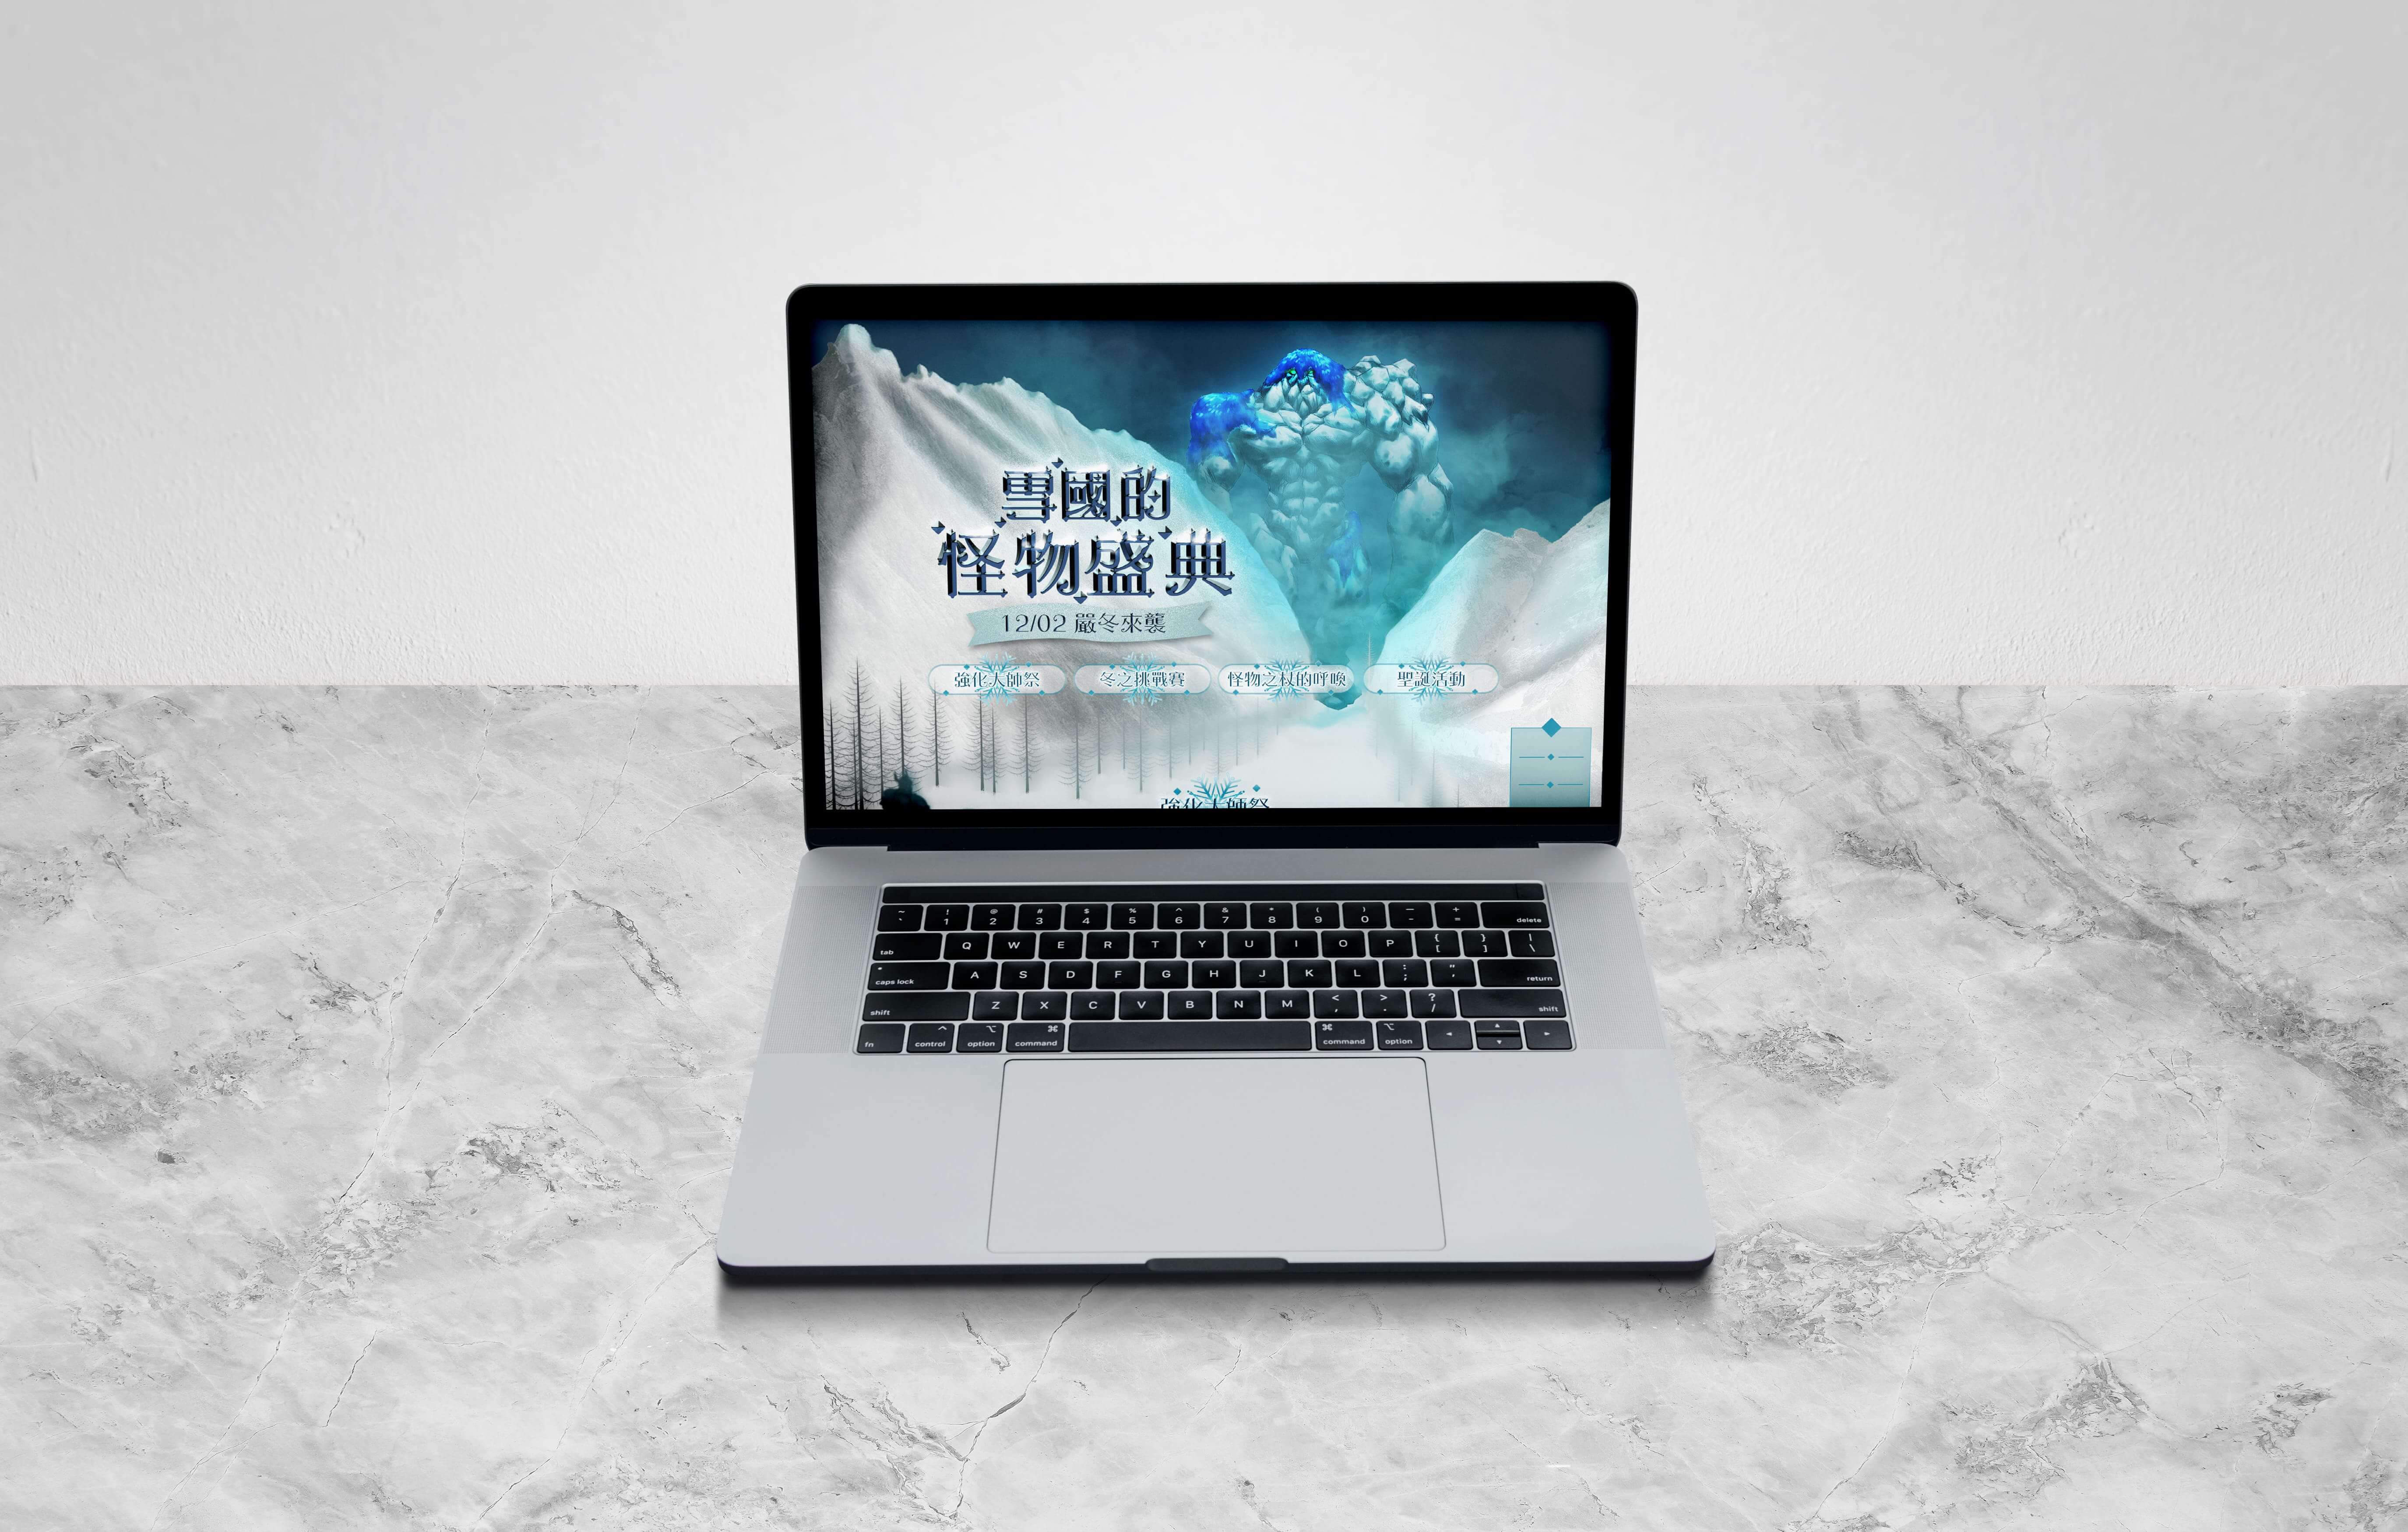 雪國的
怪物盛典
12/02 嚴冬來襲
強化大師祭 冬之挑戰賽 怪物之杖的呼喚 聖誕活動
強化大師祭
~ ! @ # $ % ^ & * ( ) _ +
` 1 2 3 4 5 6 7 8 9 0 - = delete
tab Q W E R T Y U I O P { [ } ] | \
caps lock A S D F G H J K L : ; " ' return
shift Z X C V B N M < , > . ? / shift
fn control option command command option